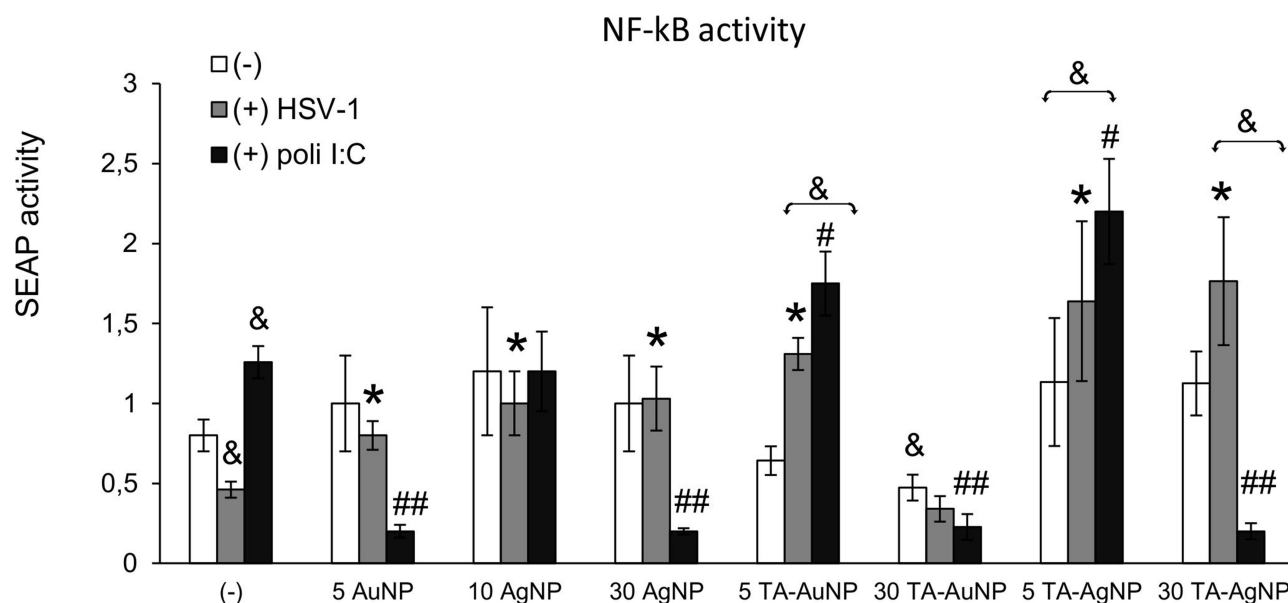 NF-kB activity
(-)
(+) HSV-1
(+) poli I:C
SEAP activity
3
2,5
2
1,5
1
0,5
0
& &
* ##
*
* ##
* # &
& ##
* # &
* ## &
(-) 5 AuNP 10 AgNP 30 AgNP 5 TA-AuNP 30 TA-AuNP 5 TA-AgNP 30 TA-AgNP